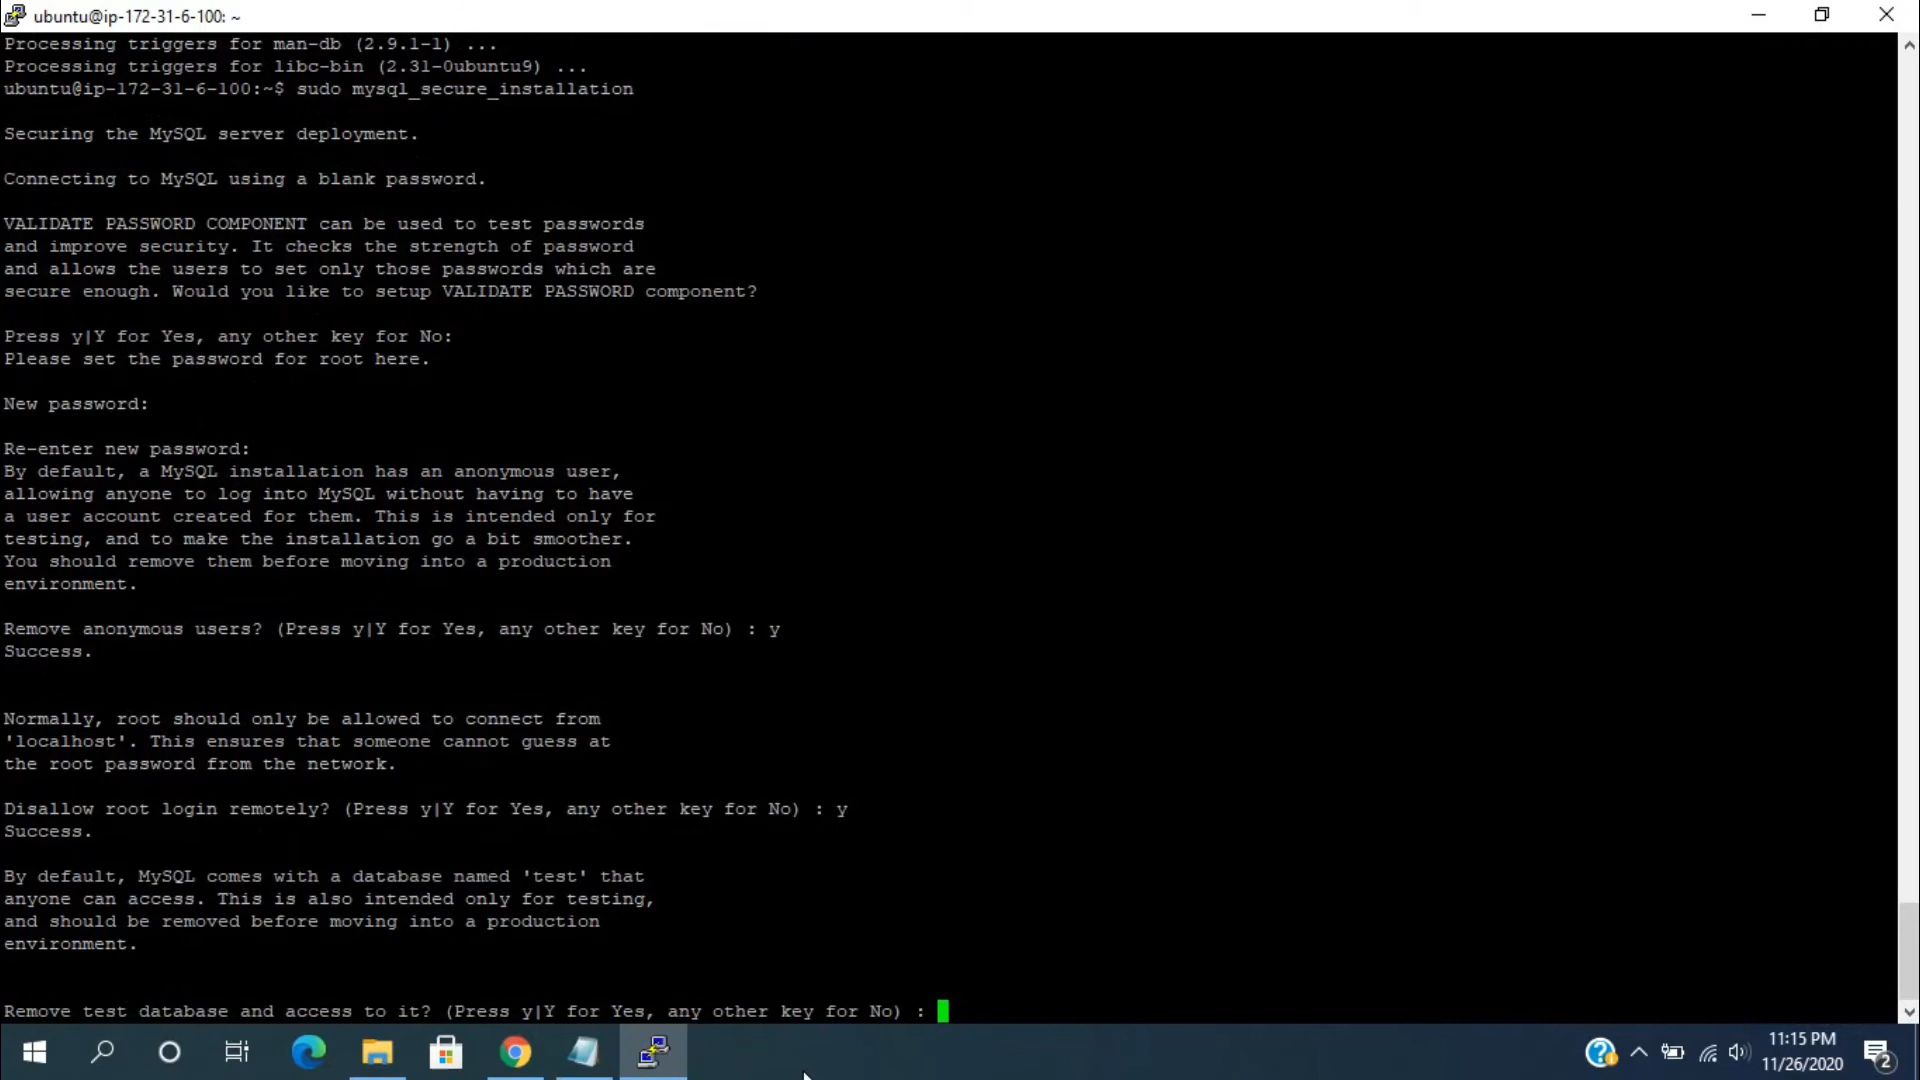 ubuntu@ip-172-31-6-100: ~
Processing triggers for man-db (2.9.1-1) ...
Processing triggers for libc-bin (2.31-0ubuntu9) ...
ubuntu@ip-172-31-6-100:~$ sudo mysql_secure_installation
Securing the MySQL server deployment.
Connecting to MySQL using a blank password.
VALIDATE PASSWORD COMPONENT can be used to test passwords
and improve security. It checks the strength of password
and allows the users to set only those passwords which are
secure enough. Would you like to setup VALIDATE PASSWORD component?
Press y|Y for Yes, any other key for No:
Please set the password for root here.
New password:
Re-enter new password:
By default, a MySQL installation has an anonymous user,
allowing anyone to log into MySQL without having to have
a user account created for them. This is intended only for
testing, and to make the installation go a bit smoother.
You should remove them before moving into a production
environment.
Remove anonymous users? (Press y|Y for Yes, any other key for No) : y
Success.
Normally, root should only be allowed to connect from
'localhost'. This ensures that someone cannot guess at
the root password from the network.
Disallow root login remotely? (Press y|Y for Yes, any other key for No) : y
Success.
By default, MySQL comes with a database named 'test' that
anyone can access. This is also intended only for testing,
and should be removed before moving into a production
environment.
Remove test database and access to it? (Press y|Y for Yes, any other key for No) :
11:15 PM
11/26/2020
2